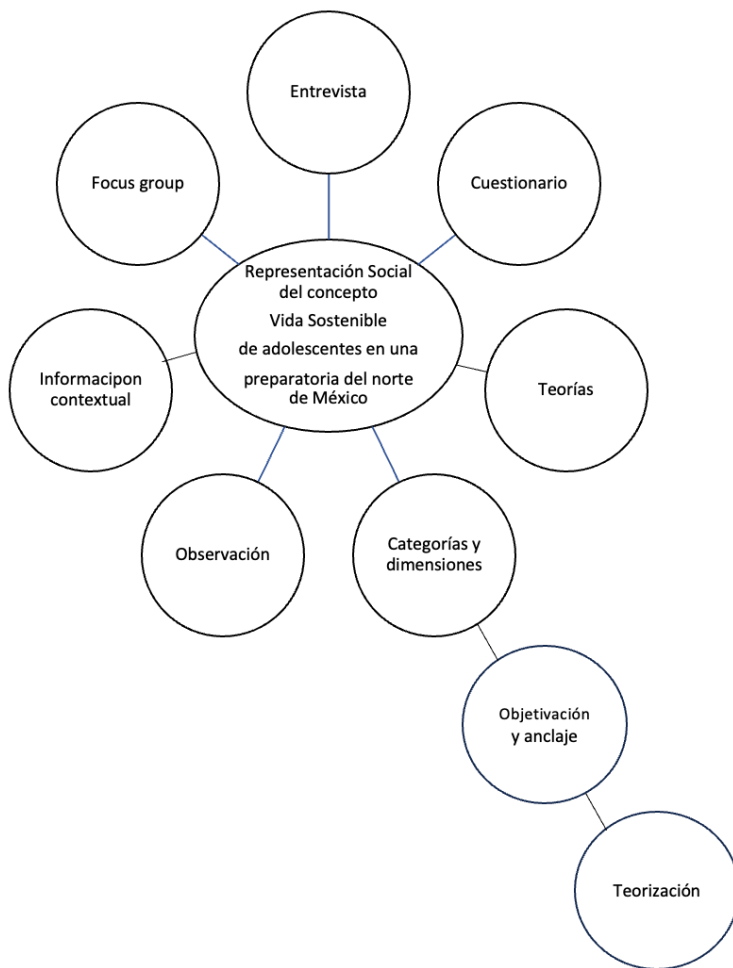 Entrevista
Focus group
Cuestionario
Representación Social
del concepto
Vida Sostenible
de adolescentes en una
preparatoria del norte
de México
Informacipon
contextual
Teorías
Observación
Categorías y
dimensiones
Objetivación
y anclaje
Teorización